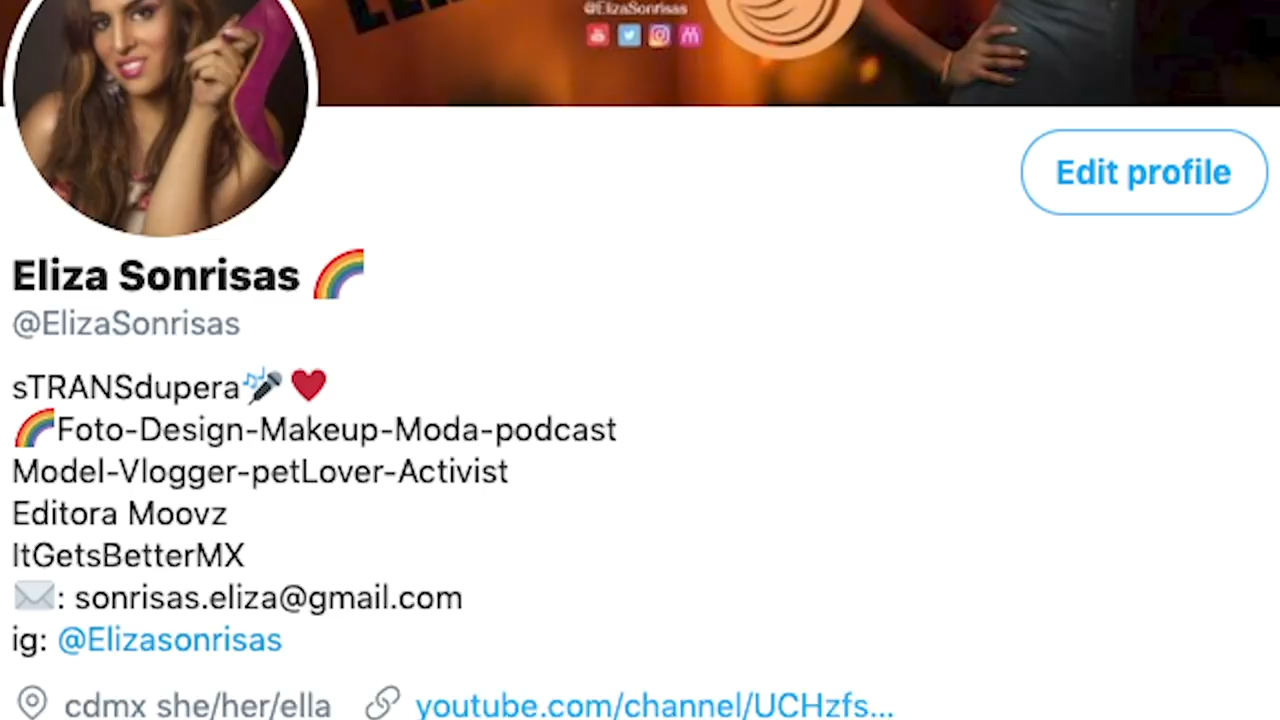 @ElizaSonrisas
Edit profile
Eliza Sonrisas 🌈
@ElizaSonrisas
sTRANSdupera🎤❤️
🌈Foto-Design-Makeup-Moda-podcast
Model-Vlogger-petLover-Activist
Editora Moovz
ItGetsBetterMX
✉️: sonrisas.eliza@gmail.com
ig: @Elizasonrisas
cdmx she/her/ella youtube.com/channel/UCHzfs...